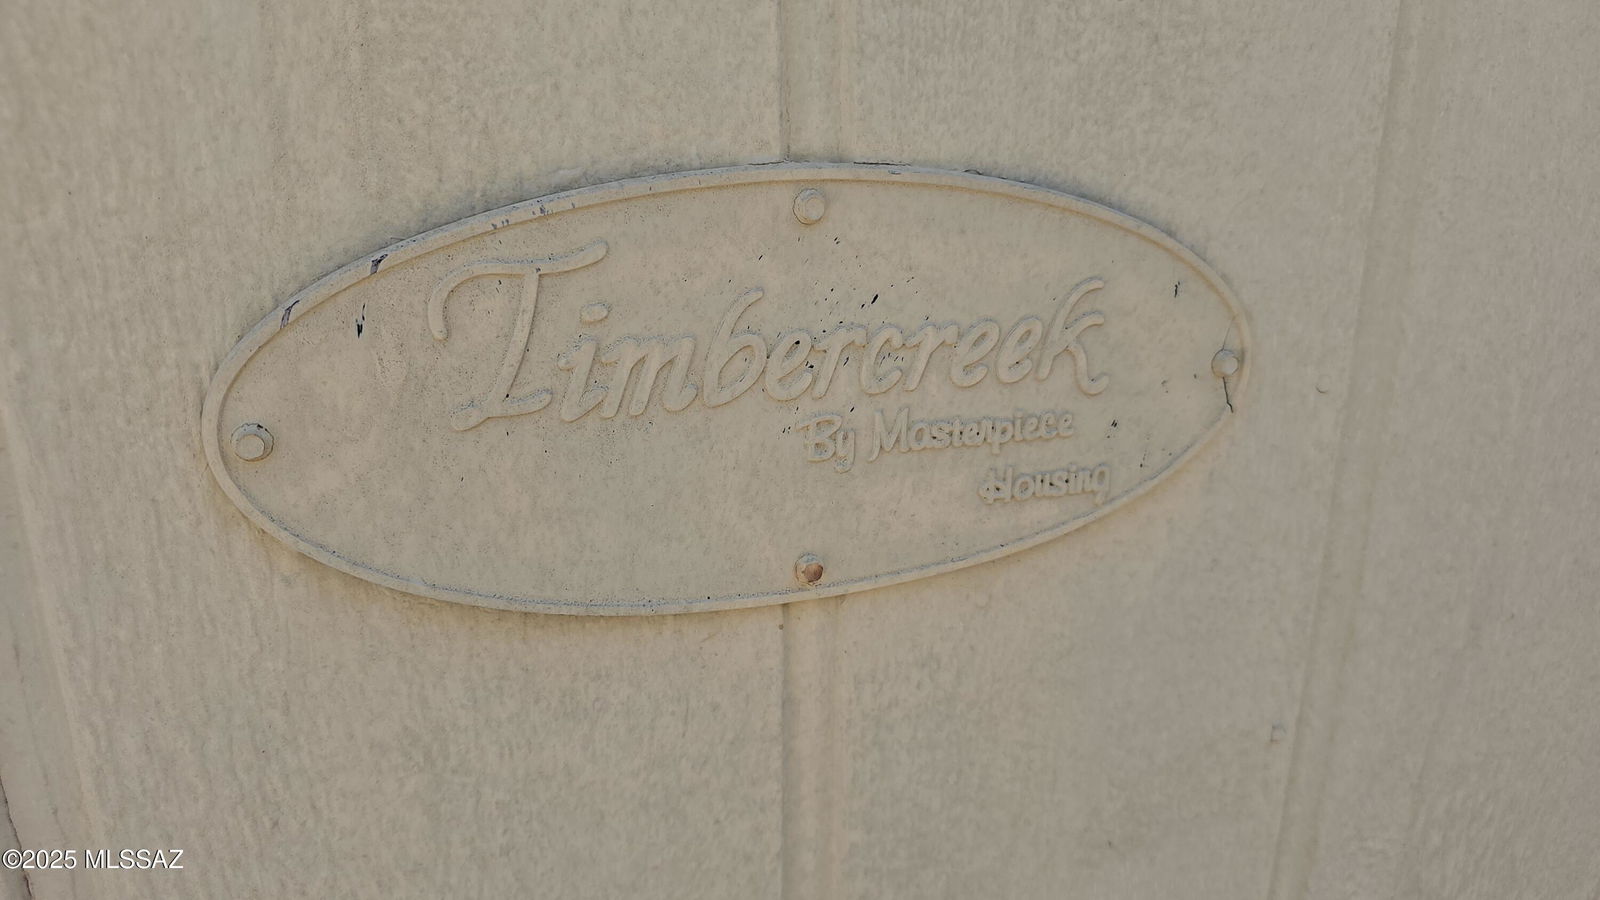 Timbercreek
By Masterpiece
Housing
©2025 MLSSAZ